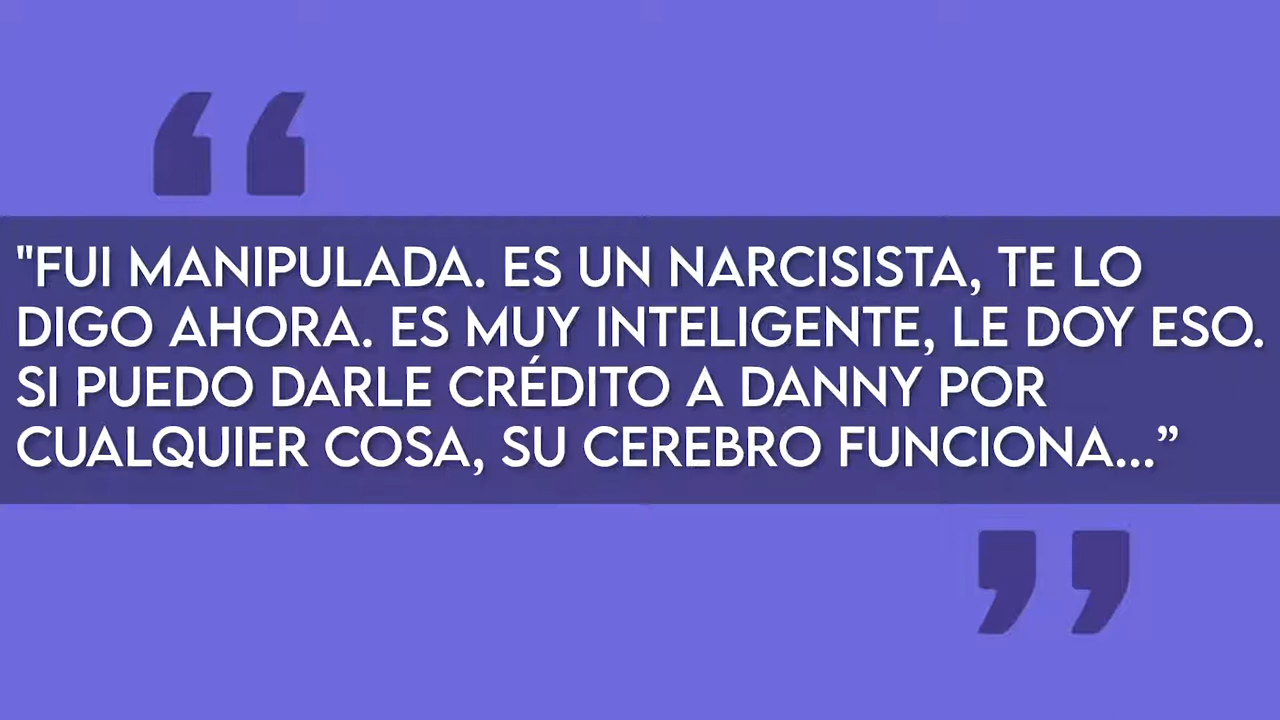 "FUI MANIPULADA. ES UN NARCISISTA, TE LO
DIGO AHORA. ES MUY INTELIGENTE, LE DOY ESO.
SI PUEDO DARLE CRÉDITO A DANNY POR
CUALQUIER COSA, SU CEREBRO FUNCIONA...”